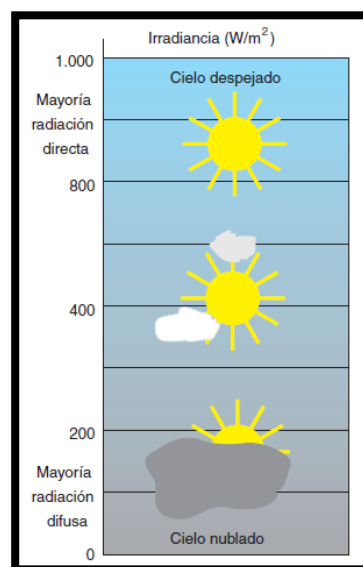 Irradiancia (W/m²)
1.000
Cielo despejado
Mayoría
radiación
directa
800
400
200
Mayoría
radiación
difusa
Cielo nublado
0